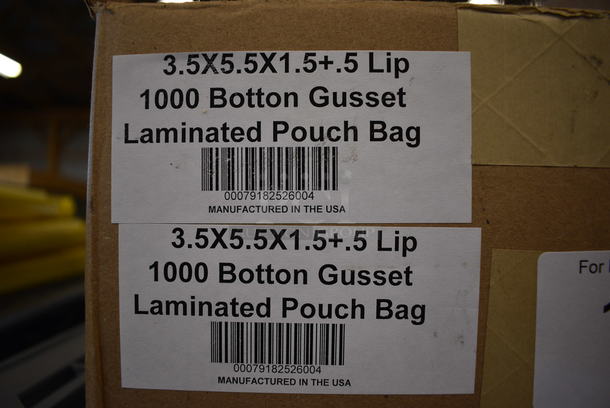 3.5X5.5X1.5+.5 Lip
1000 Botton Gusset
Laminated Pouch Bag
00079182526004
MANUFACTURED IN THE USA
3.5X5.5X1.5+.5 Lip
1000 Botton Gusset
Laminated Pouch Bag
00079182526004
MANUFACTURED IN THE USA
For